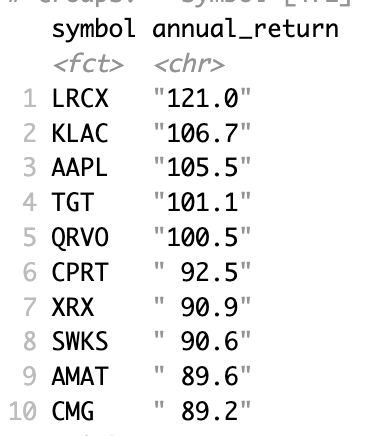 symbol annual_return
<fct> <chr>
1 LRCX "121.0"
2 KLAC "106.7"
3 AAPL "105.5"
4 TGT "101.1"
5 QRVO "100.5"
6 CPRT " 92.5"
7 XRX " 90.9"
8 SWKS " 90.6"
9 AMAT " 89.6"
10 CMG " 89.2"